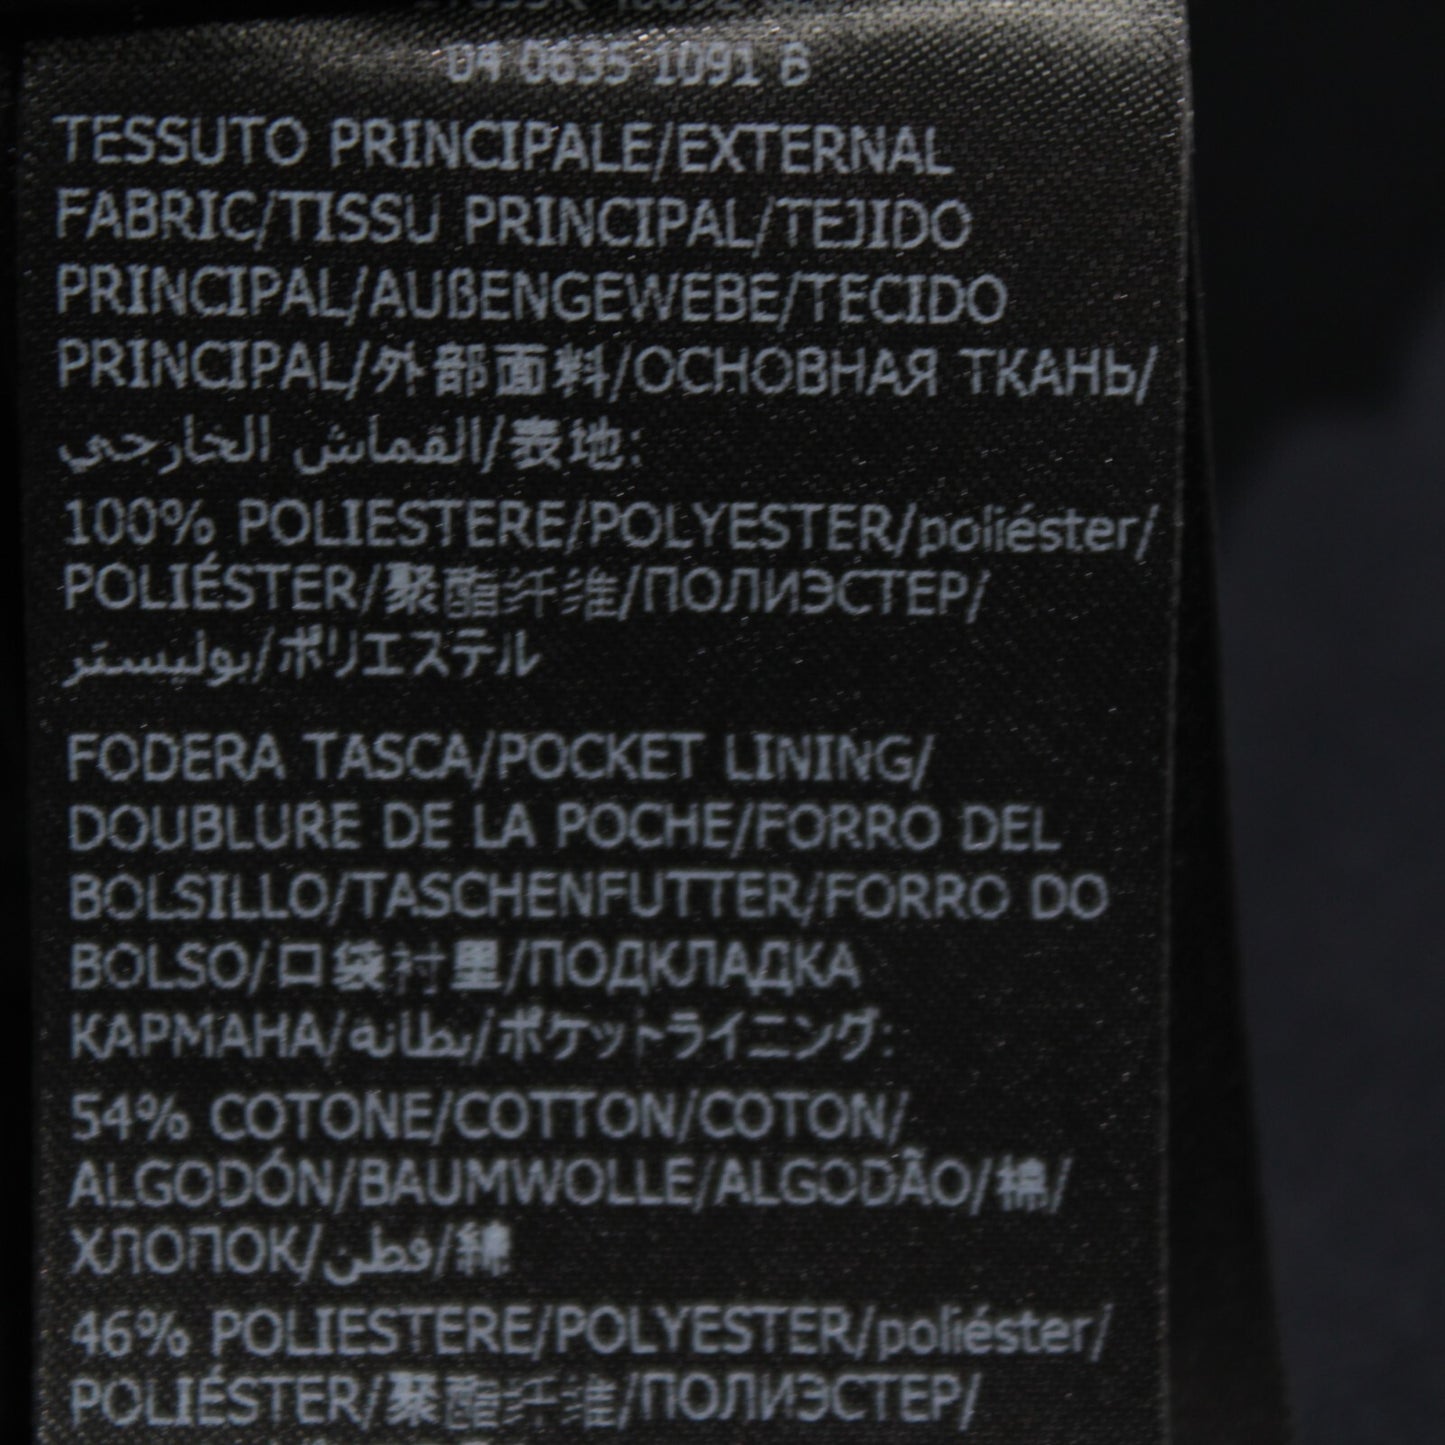 04 0635 1091 B
TESSUTO PRINCIPALE/EXTERNAL
FABRIC/TISSU PRINCIPAL/TEJIDO
PRINCIPAL/AUßENGEWEBE/TECIDO
PRINCIPAL/外部面料/ОСНОВНАЯ ТКАНЬ/
القماش الخارجي/表地:
100% POLIESTERE/POLYESTER/poliéster/
POLIÉSTER/聚酯纤维/ПОЛИЭСТЕР/
بوليستر/ポリエステル
FODERA TASCA/POCKET LINING/
DOUBLURE DE LA POCHE/FORRO DEL
BOLSILLO/TASCHENFUTTER/FORRO DO
BOLSO/口袋衬里/ПОДКЛАДКА
КАРМАНА/بطانة/ポケットライニング:
54% COTONE/COTTON/COTON/
ALGODÓN/BAUMWOLLE/ALGODÃO/棉/
ХЛОПОК/قطن/綿
46% POLIESTERE/POLYESTER/poliéster/
POLIÉSTER/聚酯纤维/ПОЛИЭСТЕР/